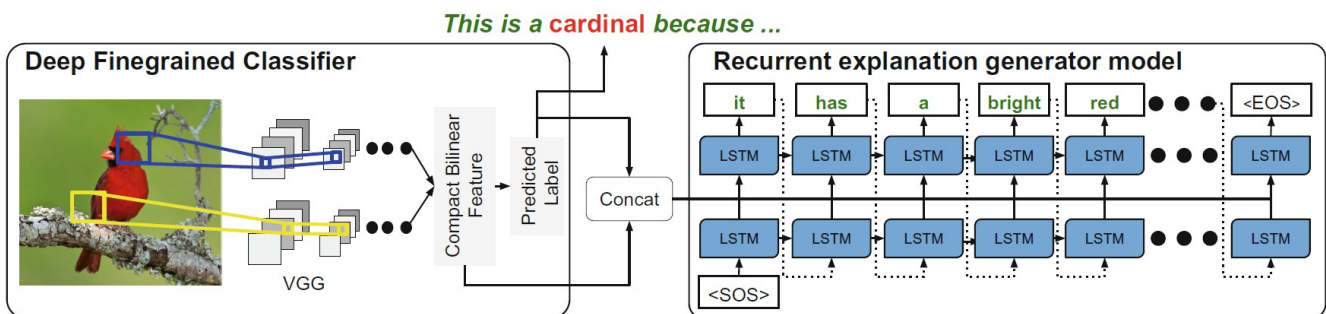 This is a cardinal because ...
Deep Finegrained Classifier
VGG
Compact Bilinear
Feature
Predicted
Label
Concat
Recurrent explanation generator model
it has a bright red <EOS>
LSTM LSTM LSTM LSTM LSTM LSTM
LSTM LSTM LSTM LSTM LSTM LSTM
<SOS>